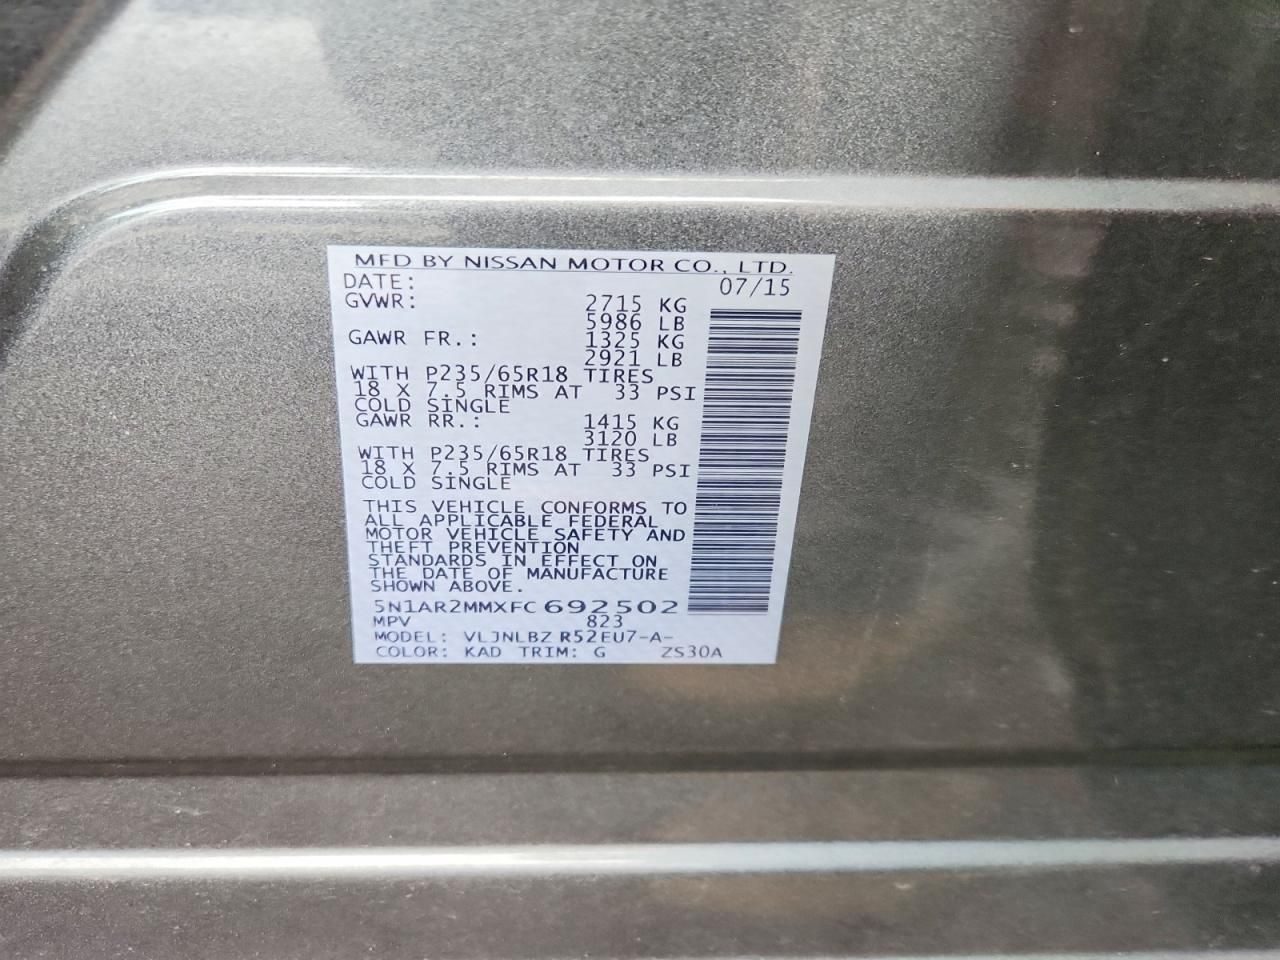 MFD BY NISSAN MOTOR CO., LTD.
DATE: 07/15
GVWR: 2715 KG
5986 LB
GAWR FR.: 1325 KG
2921 LB
WITH P235/65R18 TIRES
18 X 7.5 RIMS AT 33 PSI
COLD SINGLE
GAWR RR.: 1415 KG
3120 LB
WITH P235/65R18 TIRES
18 X 7.5 RIMS AT 33 PSI
COLD SINGLE
THIS VEHICLE CONFORMS TO
ALL APPLICABLE FEDERAL
MOTOR VEHICLE SAFETY AND
THEFT PREVENTION
STANDARDS IN EFFECT ON
THE DATE OF MANUFACTURE
SHOWN ABOVE.
5N1AR2MMXFC692502
MPV 823
MODEL: VLJNLBZ R52EU7-A-
COLOR: KAD TRIM: G ZS30A